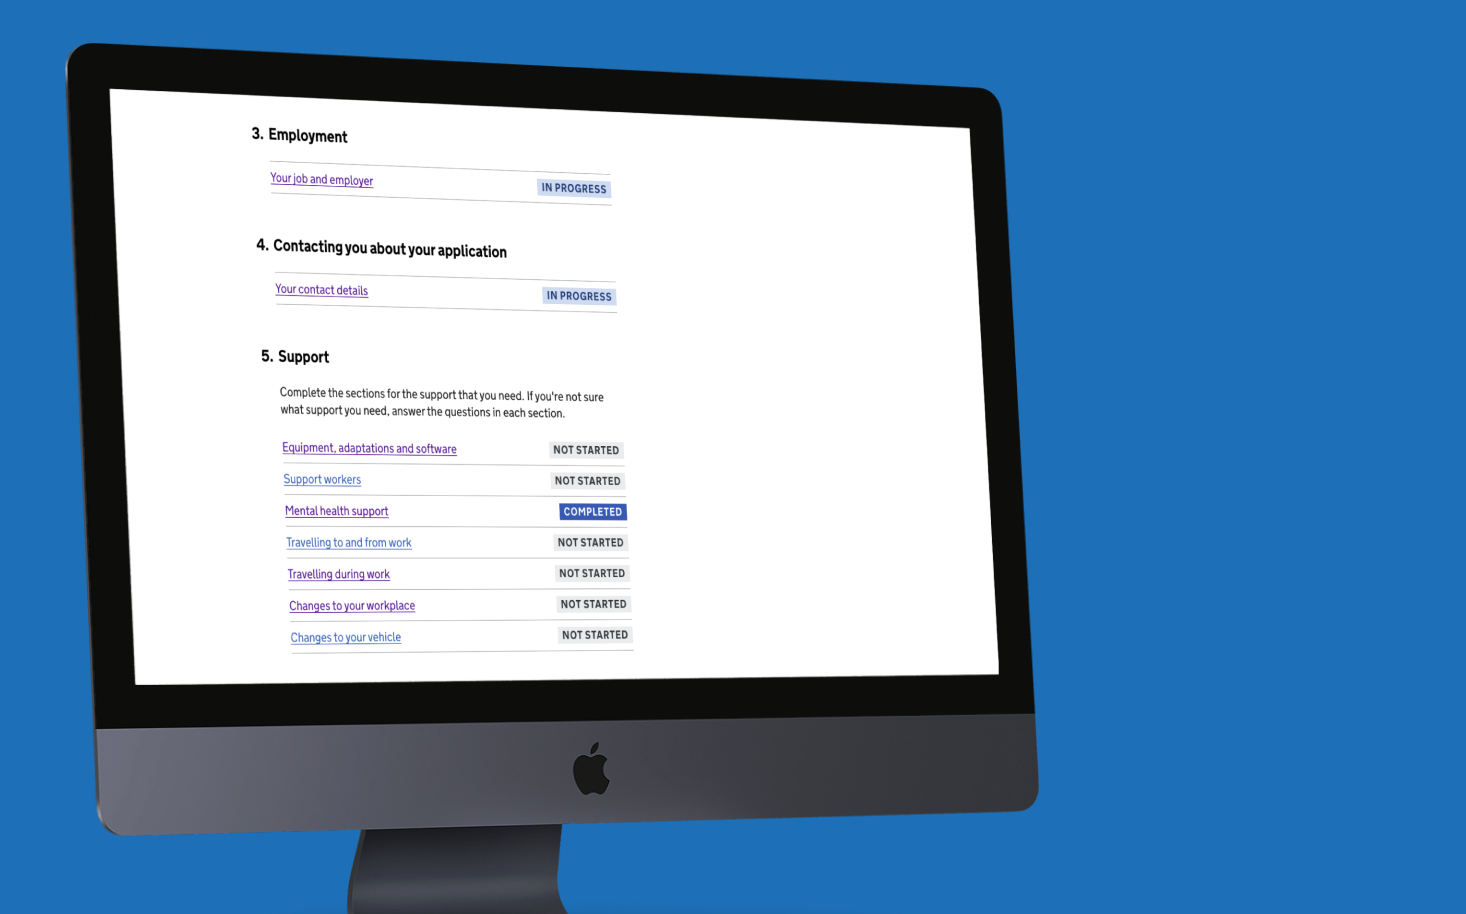 3. Employment
Your job and employer IN PROGRESS
4. Contacting you about your application
Your contact details IN PROGRESS
5. Support
Complete the sections for the support that you need. If you're not sure
what support you need, answer the questions in each section.
Equipment, adaptations and software NOT STARTED
Support workers NOT STARTED
Mental health support COMPLETED
Travelling to and from work NOT STARTED
Travelling during work NOT STARTED
Changes to your workplace NOT STARTED
Changes to your vehicle NOT STARTED